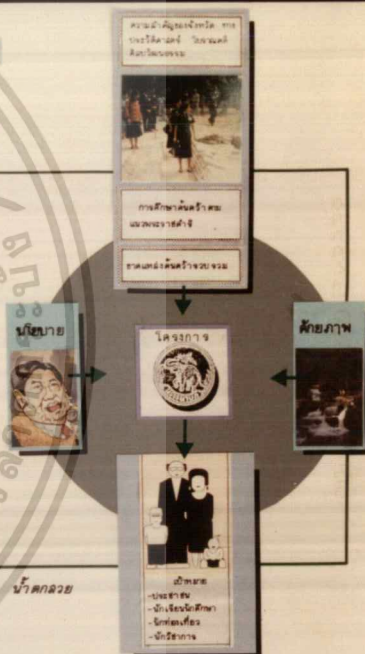 ความสำคัญของจังหวัด ทาง
ประวัติศาสตร์ โบราณคดี
ศิลปวัฒนธรรม
การศึกษาค้นคว้าตาม
แนวพระราชดำริ
ขาดแหล่งค้นคว้ารวบรวม
นโยบาย
โครงการ
ศักยภาพ
น้ำตกลวย
เป้าหมาย
-ประชาชน
-นักเรียนนักศึกษา
-นักท่องเที่ยว
-นักวิชาการ